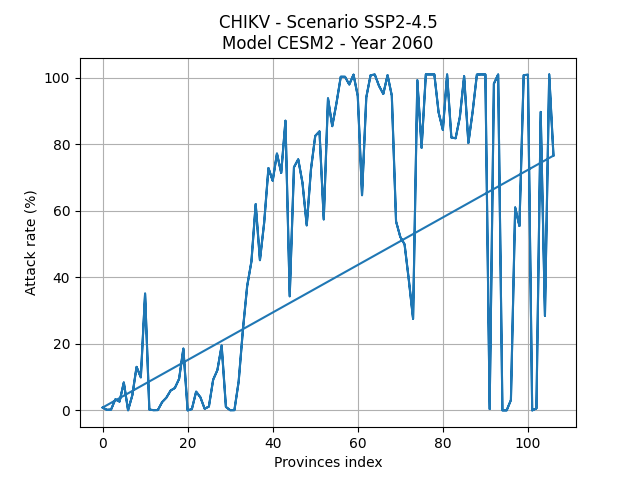 CHIKV - Scenario SSP2-4.5
Model CESM2 - Year 2060
100
80
60
40
20
0
Attack rate (%)
0 20 40 60 80 100
Provinces index